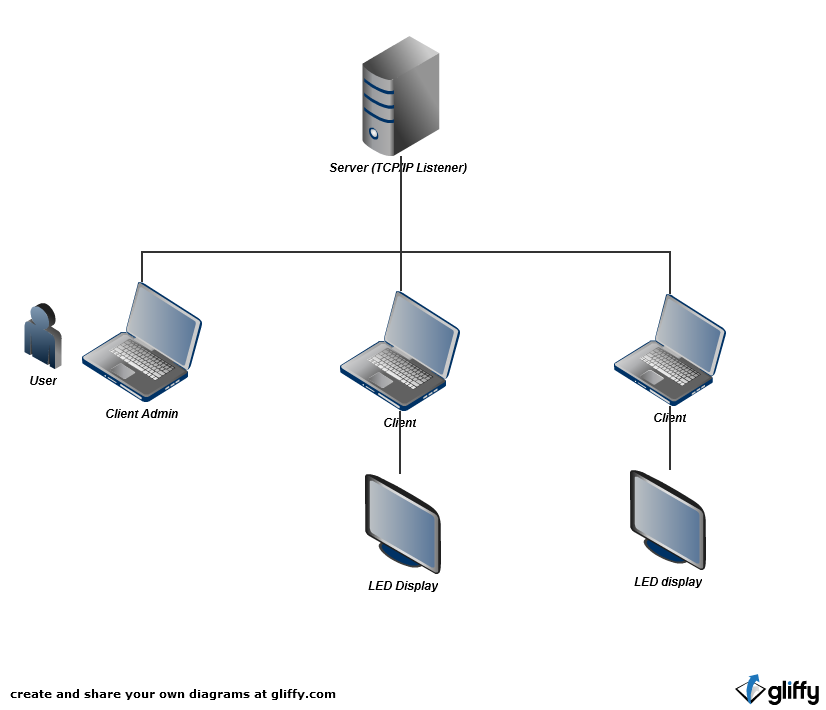 Server (TCP/IP Listener)
User
Client Admin
Client
Client
LED Display
LED display
create and share your own diagrams at gliffy.com
gliffy